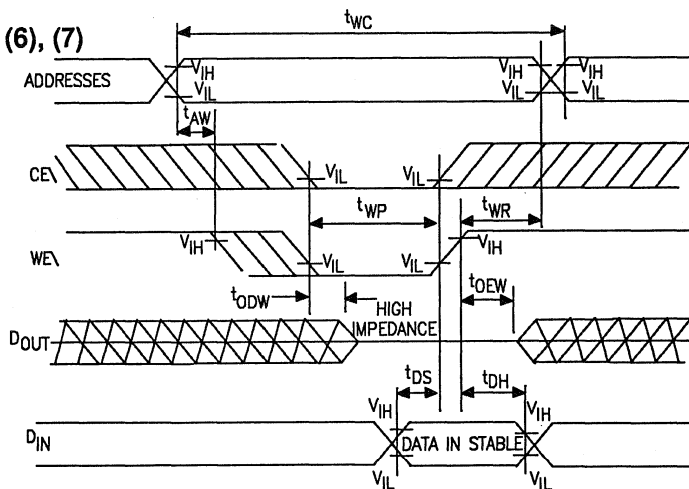 (6), (7)
tWC
ADDRESSES
VIH
VIL
VIH
VIL
VIH
VIL
tAW
CE\
VIL
VIL
tWP
tWR
WE\
VIH
VIL
VIL
VIH
tODW
HIGH
IMPEDANCE
tOEW
DOUT
tDS
tDH
VIH
VIH
DIN
DATA IN STABLE
VIL
VIL